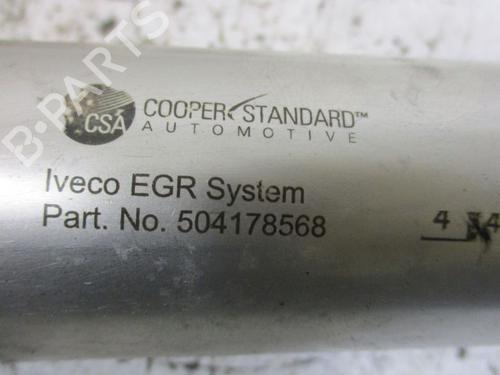 B-PARTS
CSA
COOPER STANDARD™
AUTOMOTIVE
Iveco EGR System
Part. No. 504178568
4